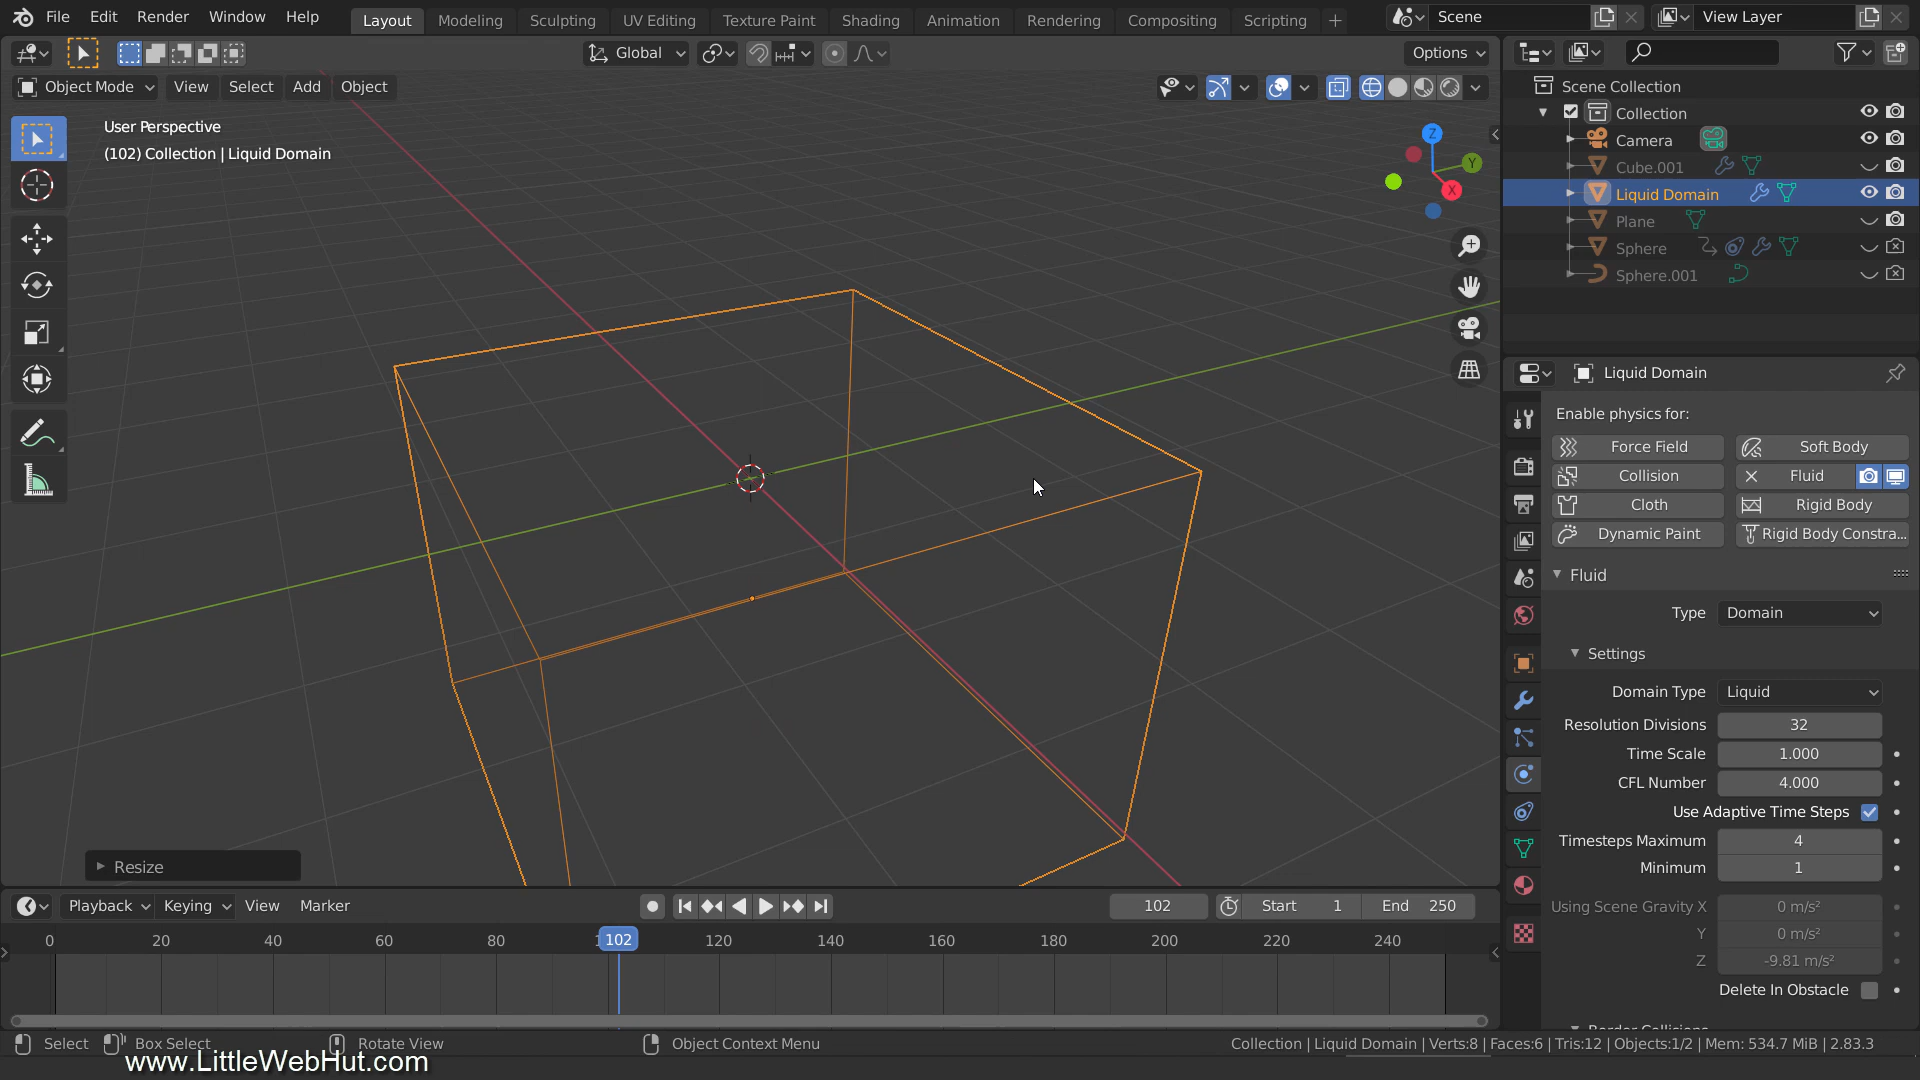 File Edit Render Window Help
Layout Modeling Sculpting UV Editing Texture Paint Shading Animation Rendering Compositing Scripting +
Scene
View Layer
Global
Options
Object Mode View Select Add Object
User Perspective
(102) Collection | Liquid Domain
Z
Y
X
Resize
Scene Collection
Collection
Camera
Cube.001
Liquid Domain
Plane
Sphere
Sphere.001
Liquid Domain
Enable physics for:
Force Field Soft Body
Collision Fluid
Cloth Rigid Body
Dynamic Paint Rigid Body Constra...
Fluid
Type Domain
Settings
Domain Type Liquid
Resolution Divisions 32
Time Scale 1.000
CFL Number 4.000
Use Adaptive Time Steps
Timesteps Maximum 4
Minimum 1
Using Scene Gravity X 0 m/s²
Y 0 m/s²
Z -9.81 m/s²
Delete In Obstacle
Playback Keying View Marker
102 Start 1 End 250
0 20 40 60 80 102 120 140 160 180 200 220 240
Select Box Select Rotate View Object Context Menu
Collection | Liquid Domain | Verts:8 | Faces:6 | Tris:12 | Objects:1/2 | Mem: 534.7 MiB | 2.83.3
www.LittleWebHut.com